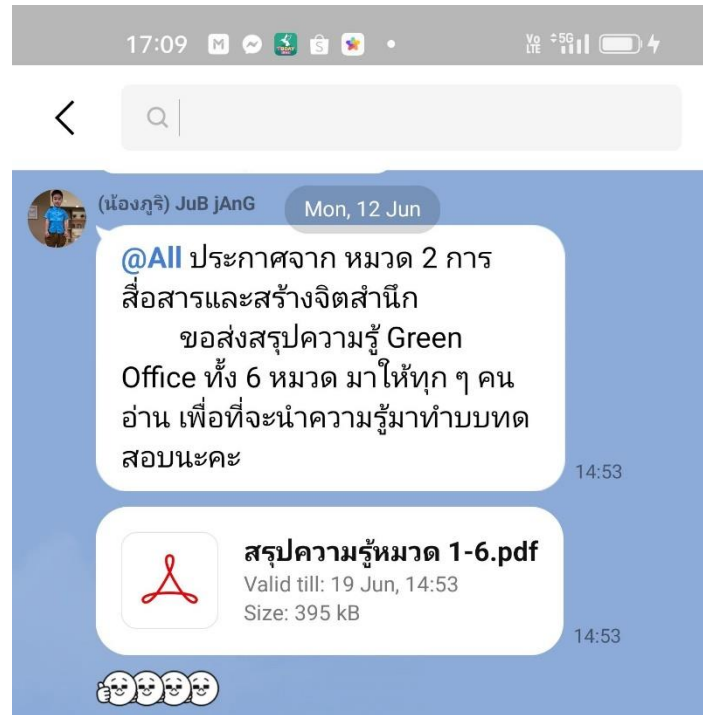 17:09
Vo LTE 5G
(น้องภูริ) JuB jAnG
Mon, 12 Jun
@All ประกาศจาก หมวด 2 การ
สื่อสารและสร้างจิตสำนึก
ขอส่งสรุปความรู้ Green
Office ทั้ง 6 หมวด มาให้ทุก ๆ คน
อ่าน เพื่อที่จะนำความรู้มาทำบบทด
สอบนะคะ
14:53
สรุปความรู้หมวด 1-6.pdf
Valid till: 19 Jun, 14:53
Size: 395 kB
14:53